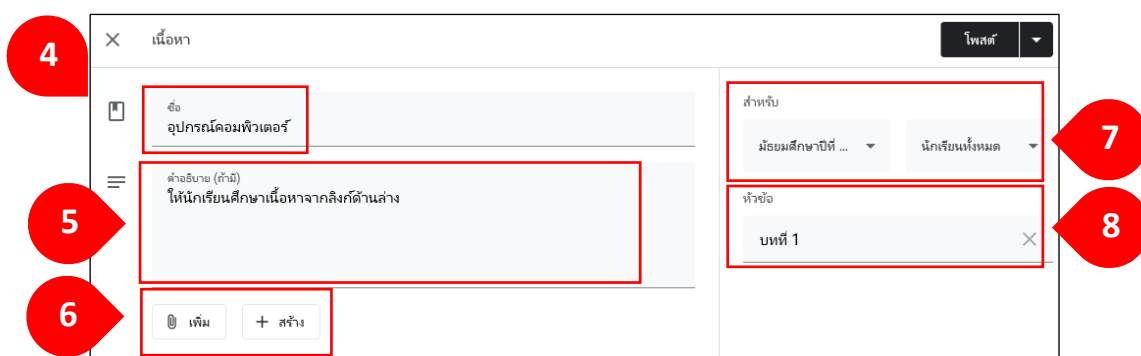 4
เนื้อหา
โพสต์
ชื่อ
อุปกรณ์คอมพิวเตอร์
สำหรับ
มัธยมศึกษาปีที่ ...
นักเรียนทั้งหมด
7
คำอธิบาย (ถ้ามี)
ให้นักเรียนศึกษาเนื้อหาจากลิงก์ด้านล่าง
5
หัวข้อ
บทที่ 1
8
6
เพิ่ม
สร้าง